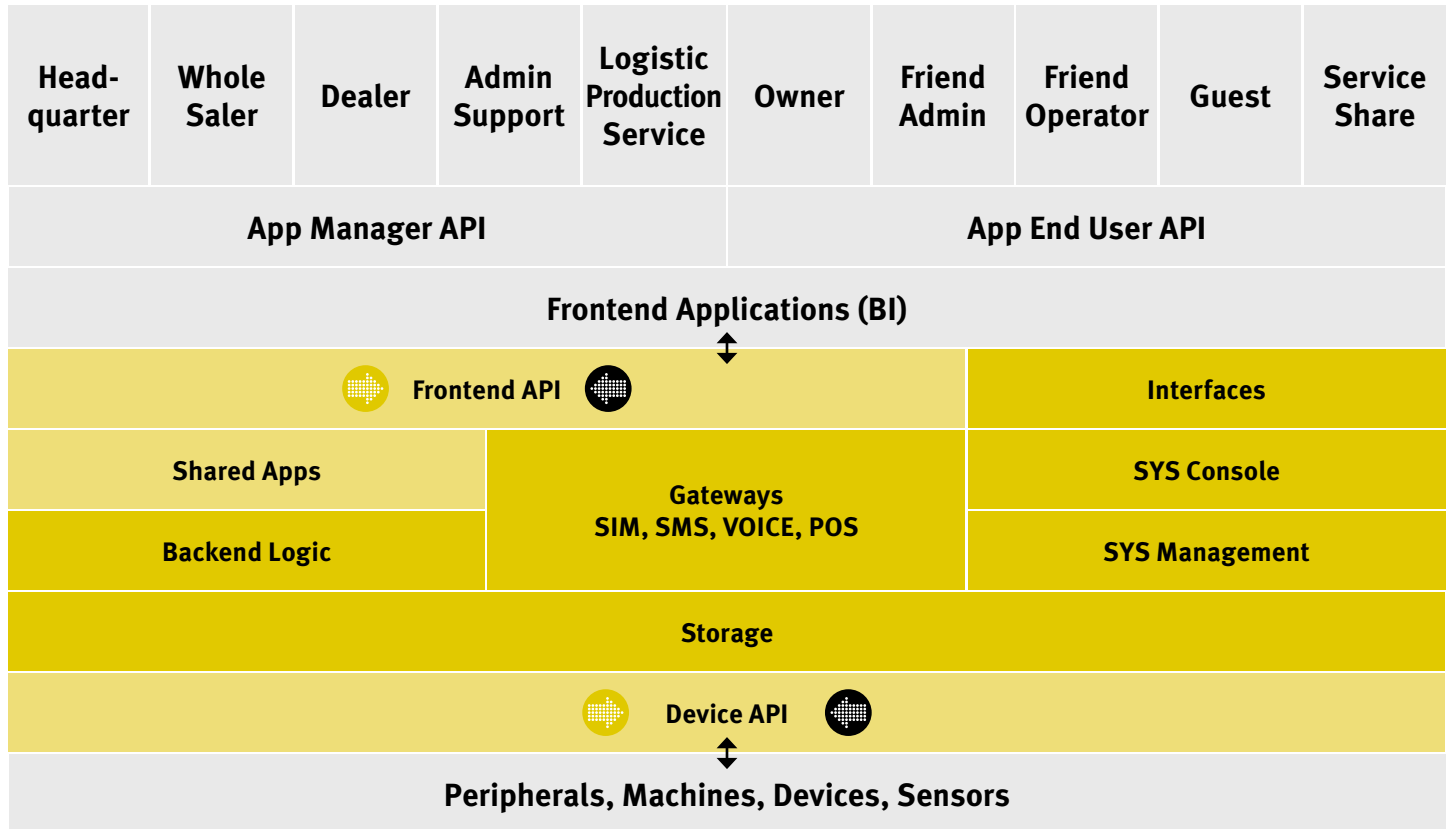 Head-
quarter
Whole
Saler
Dealer
Admin
Support
Logistic
Production
Service
Owner
Friend
Admin
Friend
Operator
Guest
Service
Share
App Manager API
App End User API
Frontend Applications (BI)
Frontend API
Interfaces
Shared Apps
Gateways
SIM, SMS, VOICE, POS
SYS Console
Backend Logic
SYS Management
Storage
Device API
Peripherals, Machines, Devices, Sensors